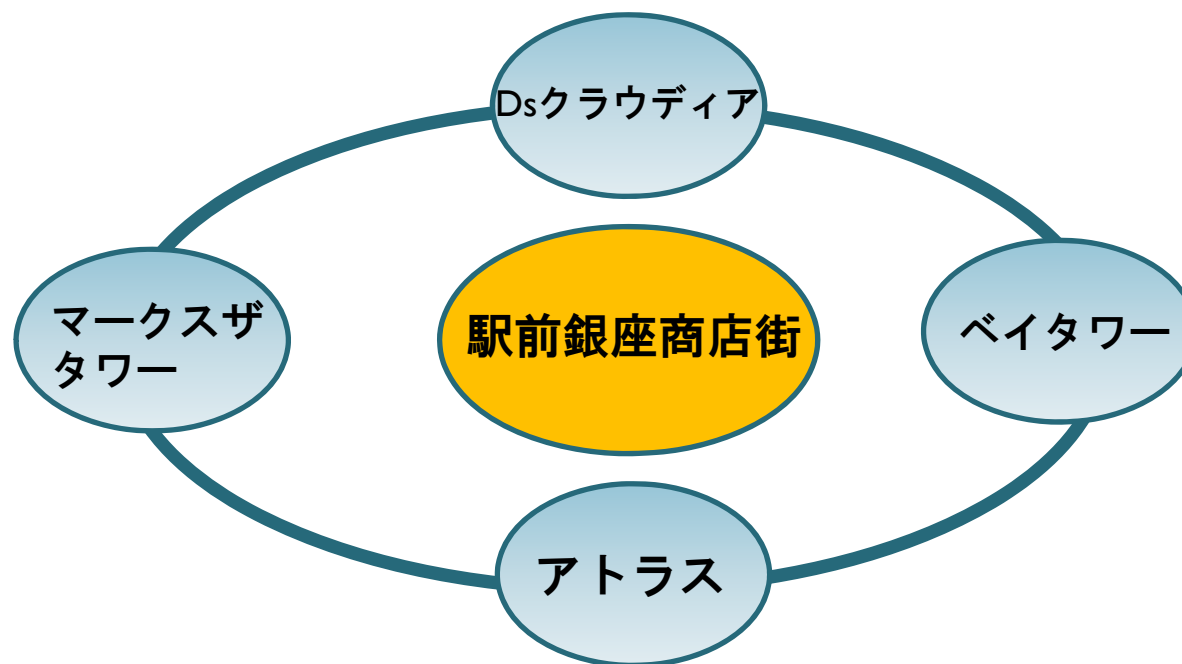 Dsクラウディア
マークスザ
タワー
駅前銀座商店街
ベイタワー
アトラス